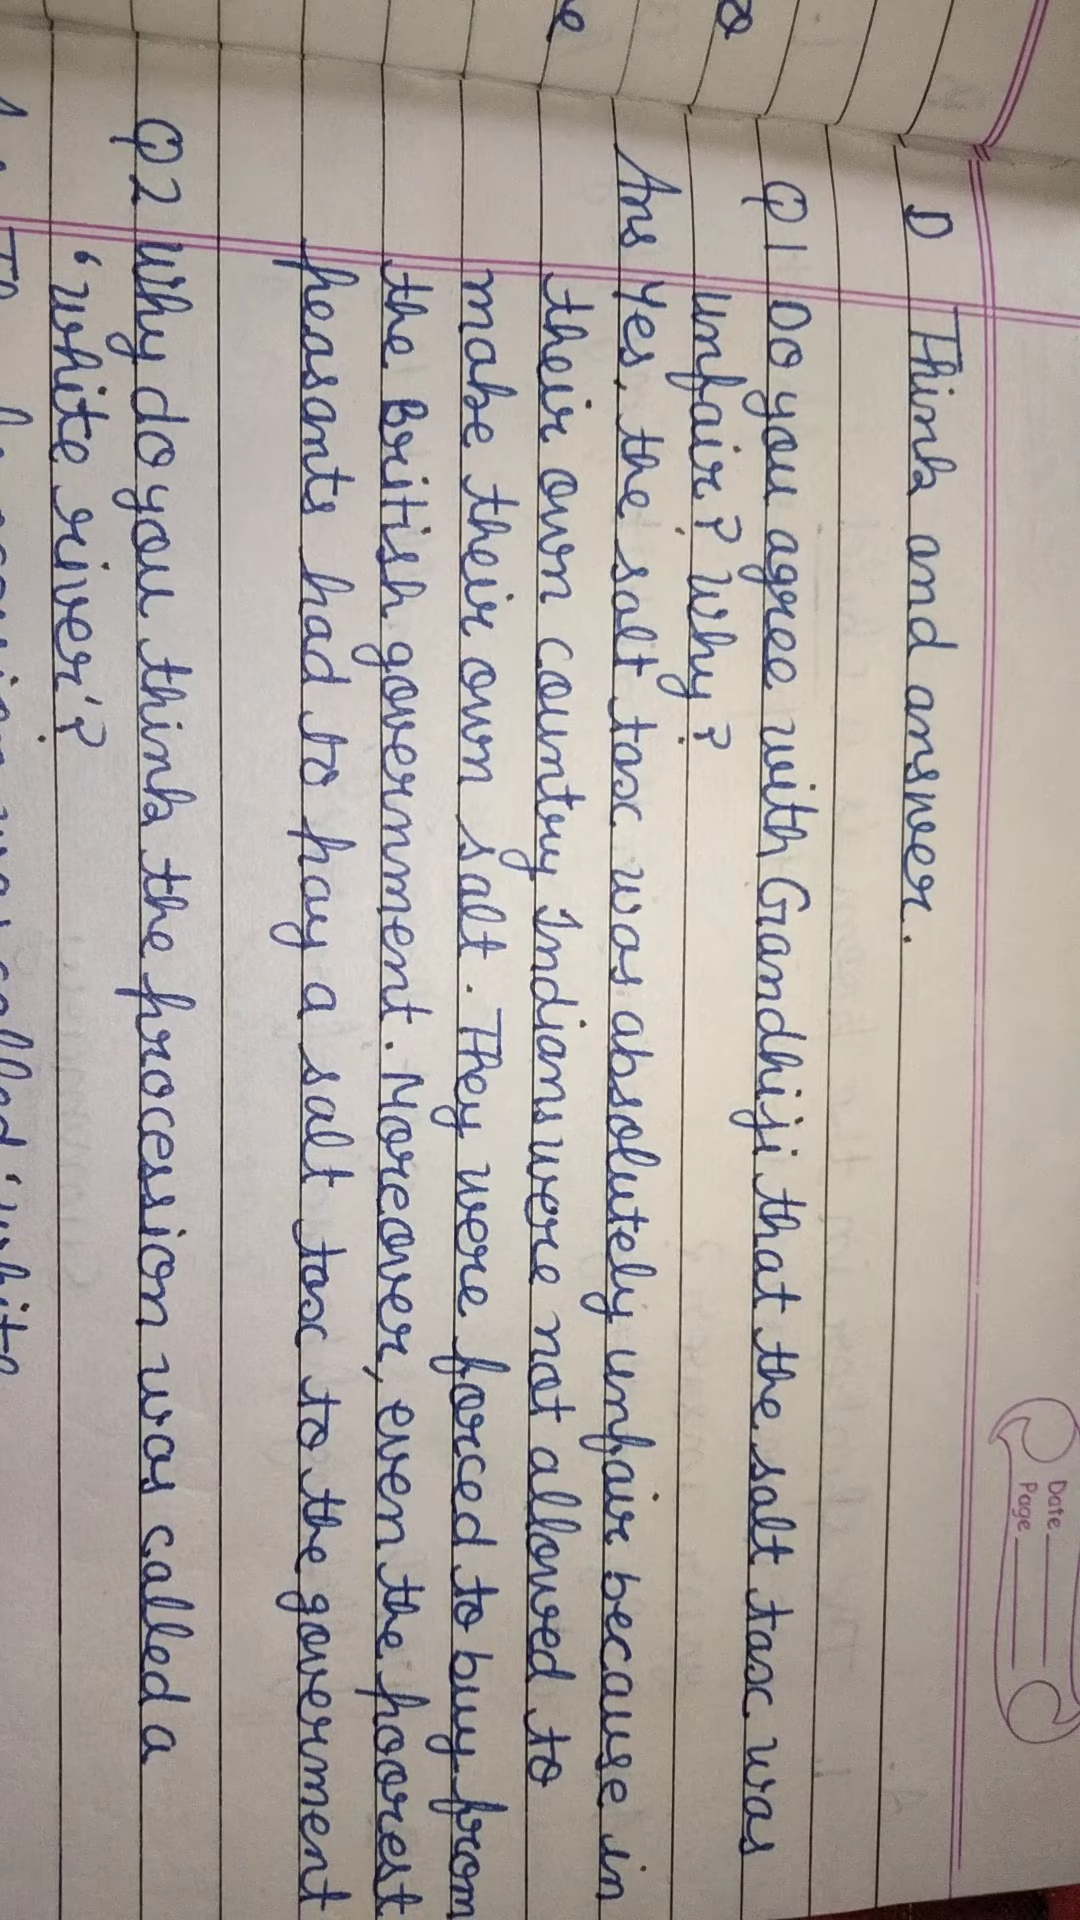 Date
Page
D Think and answer.
Q1 Do you agree with Gandhiji that the salt tax was
unfair? Why?
Ans Yes, the salt tax was absolutely unfair because in
their own country Indians were not allowed to
make their own salt. They were forced to buy from
the British government. Moreover, even the poorest
peasants had to pay a salt tax to the goverment
Q2 Why do you think the procession was called a
'white river'?
called 'white